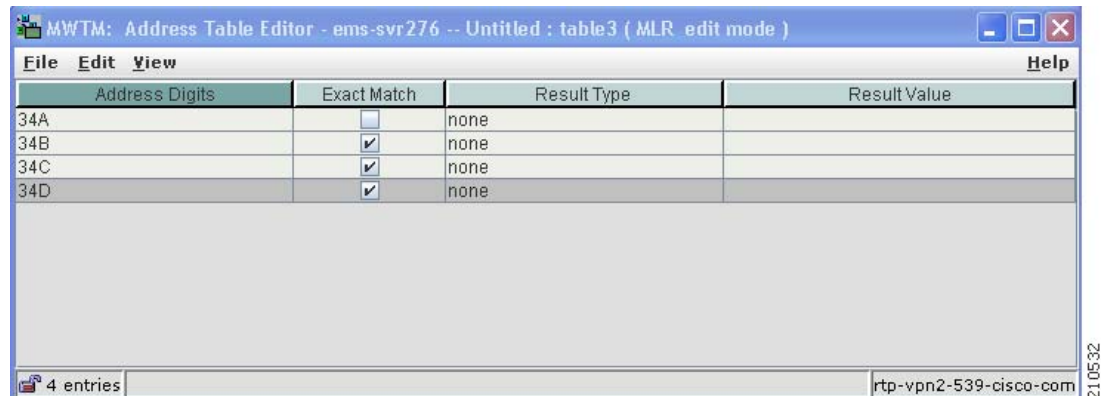 MWTM: Address Table Editor - ems-svr276 -- Untitled : table3 ( MLR edit mode )
File Edit View Help
Address Digits Exact Match Result Type Result Value
34A none
34B none
34C none
34D none
4 entries rtp-vpn2-539-cisco-com
210532